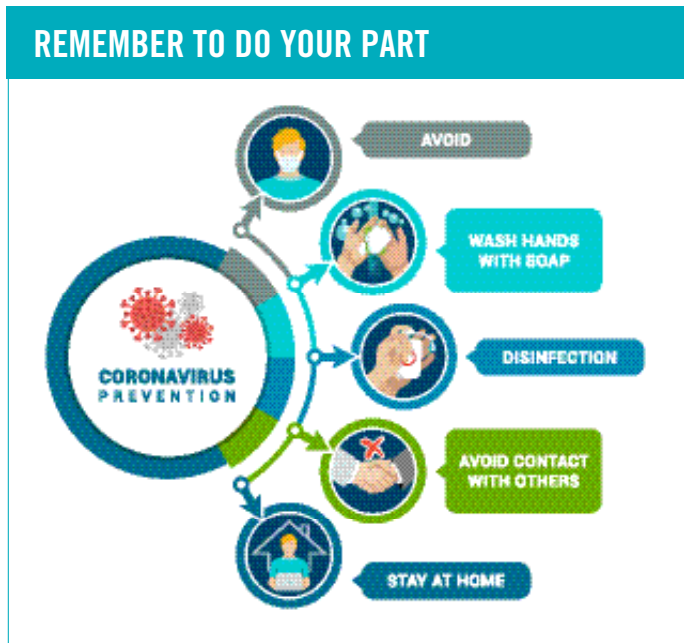 REMEMBER TO DO YOUR PART
AVOID
WASH HANDS
WITH SOAP
CORONAVIRUS
PREVENTION
DISINFECTION
AVOID CONTACT
WITH OTHERS
STAY AT HOME